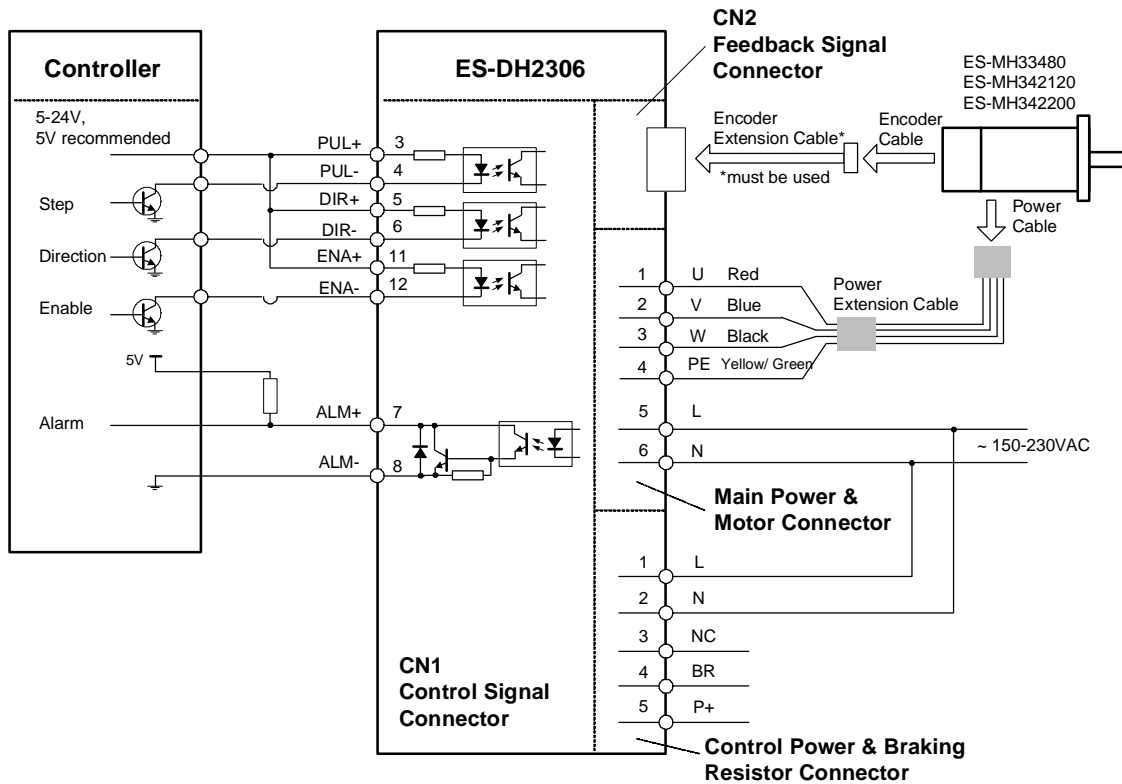 CN2
Feedback Signal
Connector
Controller
ES-DH2306
ES-MH33480
ES-MH342120
ES-MH342200
5-24V,
5V recommended
Encoder
Extension Cable*
Encoder
Cable
*must be used
PUL+ 3
PUL- 4
DIR+ 5
DIR- 6
ENA+ 11
ENA- 12
Step
Direction
Enable
Power
Cable
1 U Red
2 V Blue
3 W Black
4 PE Yellow/ Green
Power
Extension Cable
5V
Alarm
ALM+ 7
ALM- 8
5 L
6 N
~ 150-230VAC
Main Power &
Motor Connector
1 L
2 N
3 NC
4 BR
5 P+
CN1
Control Signal
Connector
Control Power & Braking
Resistor Connector